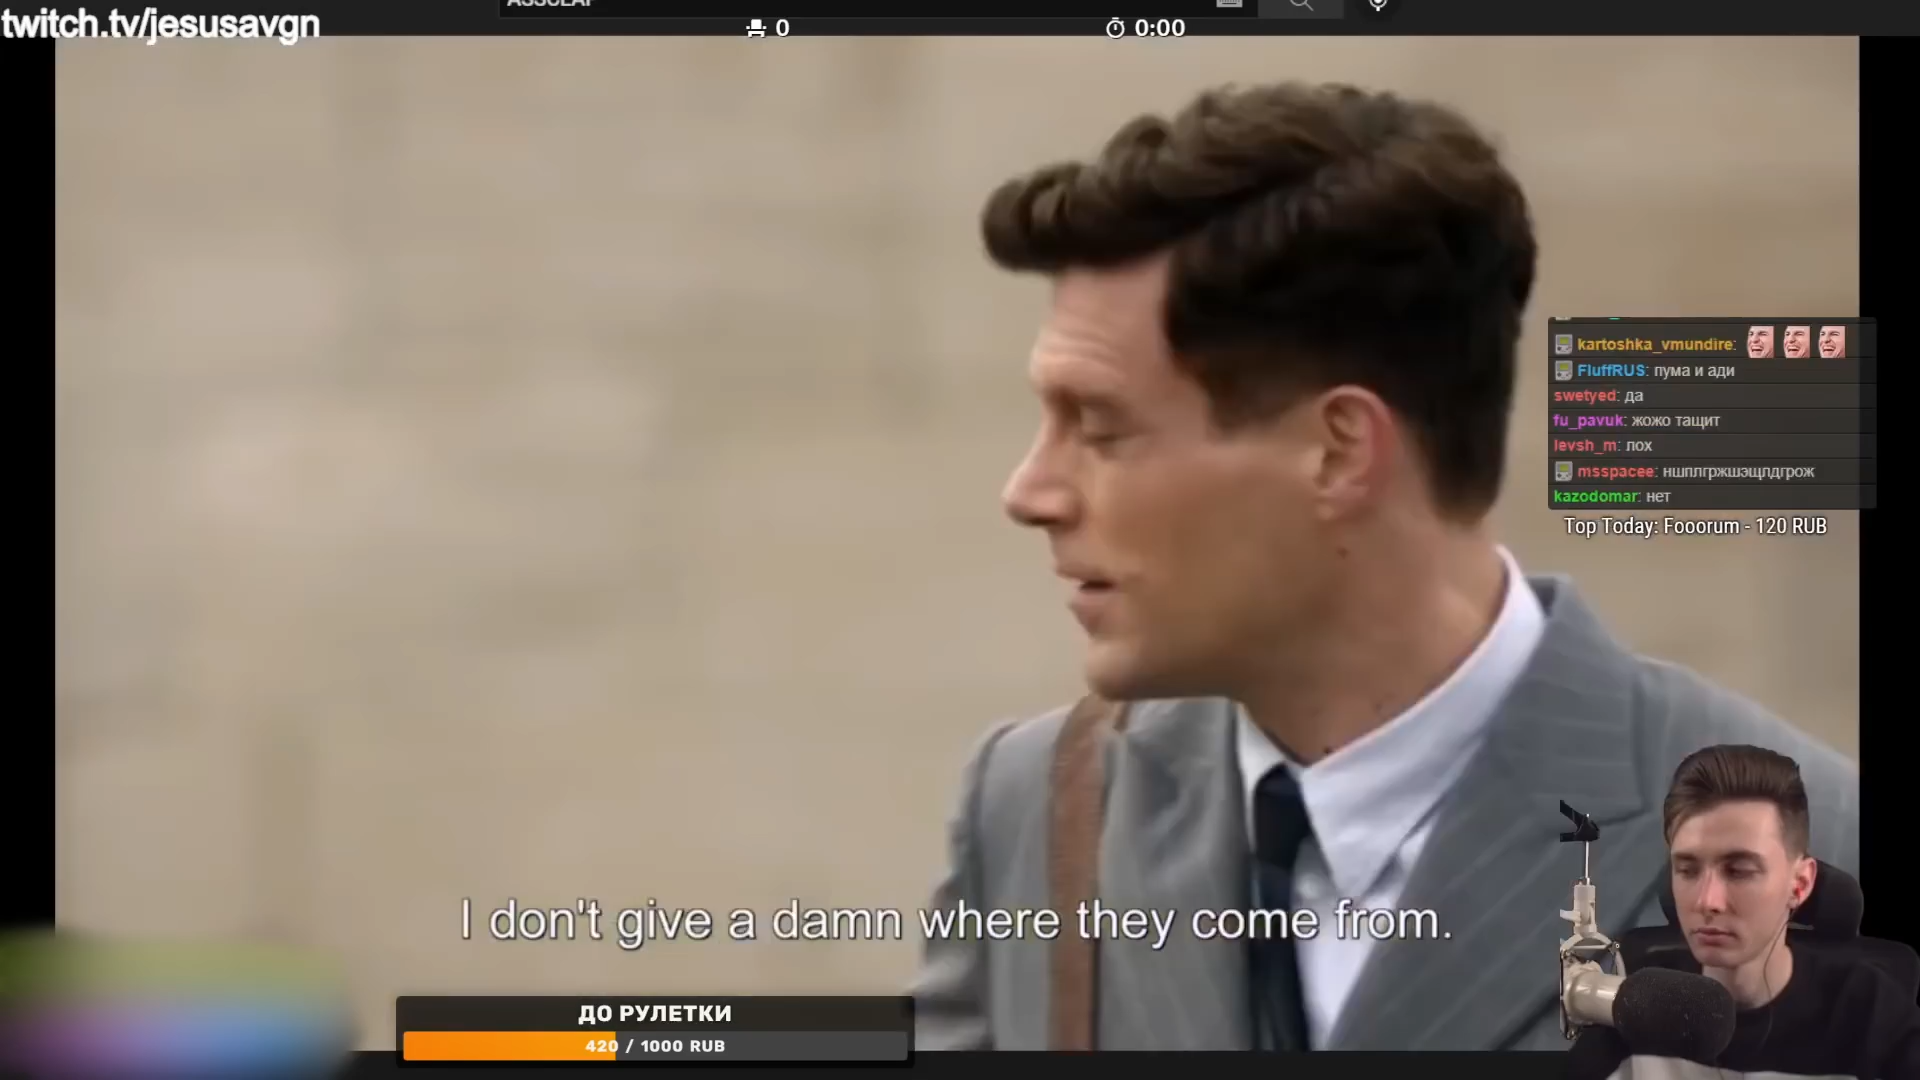 twitch.tv/jesusavgn
0
0:00
kartoshka_vmundire:
FluffRUS: пума и ади
swetyed: да
fu_pavuk: жожо тащит
levsh_m: лох
msspacee: ншплгржшэщлдгрож
kazodomar: нет
Top Today: Fooorum - 120 RUB
I don't give a damn where they come from.
ДО РУЛЕТКИ
420 / 1000 RUB